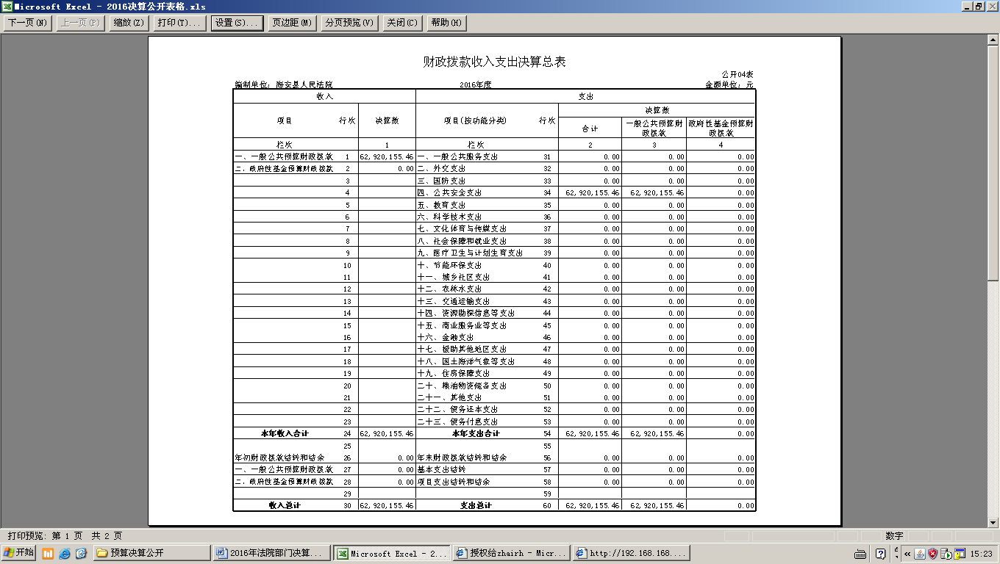 Microsoft Excel - 2016决算公开表格.xls
下一页(N) 上一页(P) 缩放(Z) 打印(T)... 设置(S)... 页边距(M) 分页预览(V) 关闭(C) 帮助(H)
财政拨款收入支出决算总表
公开04表
编制单位：海安县人民法院 2016年度 金额单位：元
收入 支出
项目 行次 决算数 项目(按功能分类) 行次 决算数
合计 一般公共预算财政拨款 政府性基金预算财政拨款
栏次 1 栏次 2 3 4
一、一般公共预算财政拨款 1 62,920,155.46 一、一般公共服务支出 31 0.00 0.00 0.00
二、政府性基金预算财政拨款 2 0.00 二、外交支出 32 0.00 0.00 0.00
3 三、国防支出 33 0.00 0.00 0.00
4 四、公共安全支出 34 62,920,155.46 62,920,155.46 0.00
5 五、教育支出 35 0.00 0.00 0.00
6 六、科学技术支出 36 0.00 0.00 0.00
7 七、文化体育与传媒支出 37 0.00 0.00 0.00
8 八、社会保障和就业支出 38 0.00 0.00 0.00
9 九、医疗卫生与计划生育支出 39 0.00 0.00 0.00
10 十、节能环保支出 40 0.00 0.00 0.00
11 十一、城乡社区支出 41 0.00 0.00 0.00
12 十二、农林水支出 42 0.00 0.00 0.00
13 十三、交通运输支出 43 0.00 0.00 0.00
14 十四、资源勘探信息等支出 44 0.00 0.00 0.00
15 十五、商业服务业等支出 45 0.00 0.00 0.00
16 十六、金融支出 46 0.00 0.00 0.00
17 十七、援助其他地区支出 47 0.00 0.00 0.00
18 十八、国土海洋气象等支出 48 0.00 0.00 0.00
19 十九、住房保障支出 49 0.00 0.00 0.00
20 二十、粮油物资储备支出 50 0.00 0.00 0.00
21 二十一、其他支出 51 0.00 0.00 0.00
22 二十二、债务还本支出 52 0.00 0.00 0.00
23 二十三、债务付息支出 53 0.00 0.00 0.00
本年收入合计 24 62,920,155.46 本年支出合计 54 62,920,155.46 62,920,155.46 0.00
25 55
年初财政拨款结转和结余 26 0.00 年末财政拨款结转和结余 56 0.00 0.00 0.00
一、一般公共预算财政拨款 27 0.00 基本支出结转 57 0.00 0.00 0.00
二、政府性基金预算财政拨款 28 0.00 项目支出结转和结余 58 0.00 0.00 0.00
29 59
收入总计 30 62,920,155.46 支出总计 60 62,920,155.46 62,920,155.46 0.00
打印预览：第 1 页 共 2 页 数字
开始 预算决算公开 2016年法院部门决算... Microsoft Excel - 2... 授权给zhairh - Micr... http://192.168.168.... 15:23